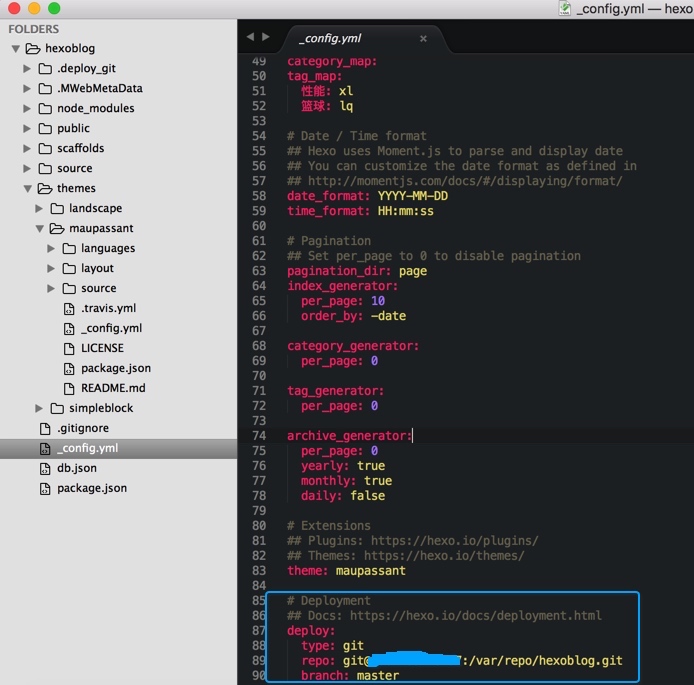 _config.yml — hexo
FOLDERS
hexoblog
.deploy_git
.MWebMetaData
node_modules
public
scaffolds
source
themes
landscape
maupassant
languages
layout
source
.travis.yml
_config.yml
LICENSE
package.json
README.md
simpleblock
.gitignore
_config.yml
db.json
package.json
_config.yml ×
49 category_map:
50 tag_map:
51 性能: xl
52 篮球: lq
53
54 # Date / Time format
55 ## Hexo uses Moment.js to parse and display date
56 ## You can customize the date format as defined in
57 ## http://momentjs.com/docs/#/displaying/format/
58 date_format: YYYY-MM-DD
59 time_format: HH:mm:ss
60
61 # Pagination
62 ## Set per_page to 0 to disable pagination
63 pagination_dir: page
64 index_generator:
65 per_page: 10
66 order_by: -date
67
68 category_generator:
69 per_page: 0
70
71 tag_generator:
72 per_page: 0
73
74 archive_generator:
75 per_page: 0
76 yearly: true
77 monthly: true
78 daily: false
79
80 # Extensions
81 ## Plugins: https://hexo.io/plugins/
82 ## Themes: https://hexo.io/themes/
83 theme: maupassant
84
85 # Deployment
86 ## Docs: https://hexo.io/docs/deployment.html
87 deploy:
88 type: git
89 repo: git@ 7:/var/repo/hexoblog.git
90 branch: master